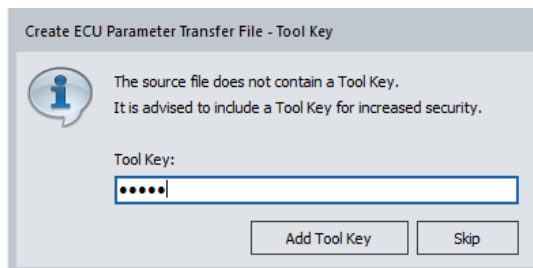 Create ECU Parameter Transfer File - Tool Key
The source file does not contain a Tool Key.
It is advised to include a Tool Key for increased security.
Tool Key:
•••••
Add Tool Key
Skip